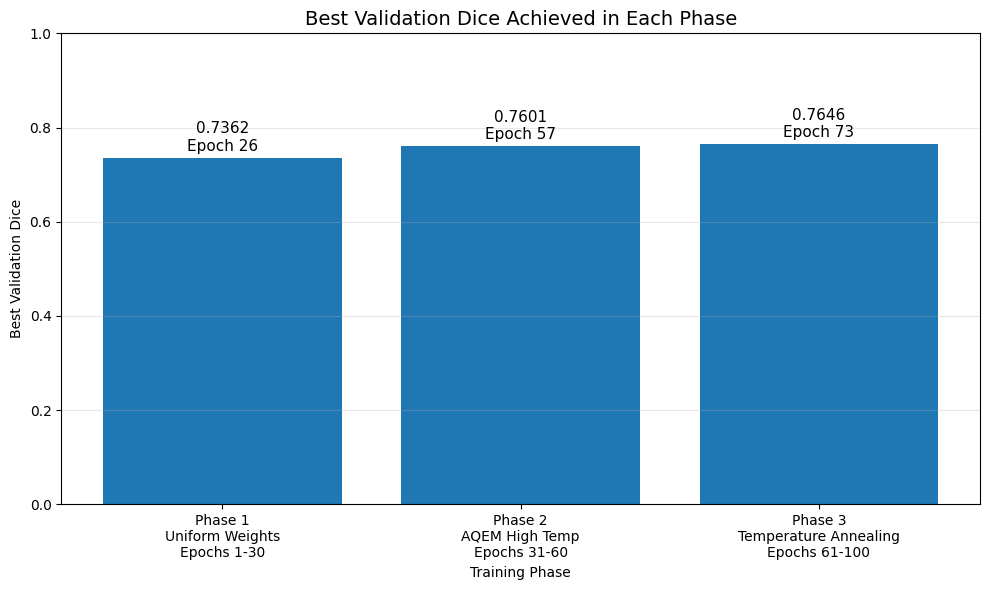 Best Validation Dice Achieved in Each Phase
Best Validation Dice
1.0
0.8
0.6
0.4
0.2
0.0
0.7362
Epoch 26
0.7601
Epoch 57
0.7646
Epoch 73
Phase 1
Uniform Weights
Epochs 1-30
Phase 2
AQEM High Temp
Epochs 31-60
Phase 3
Temperature Annealing
Epochs 61-100
Training Phase